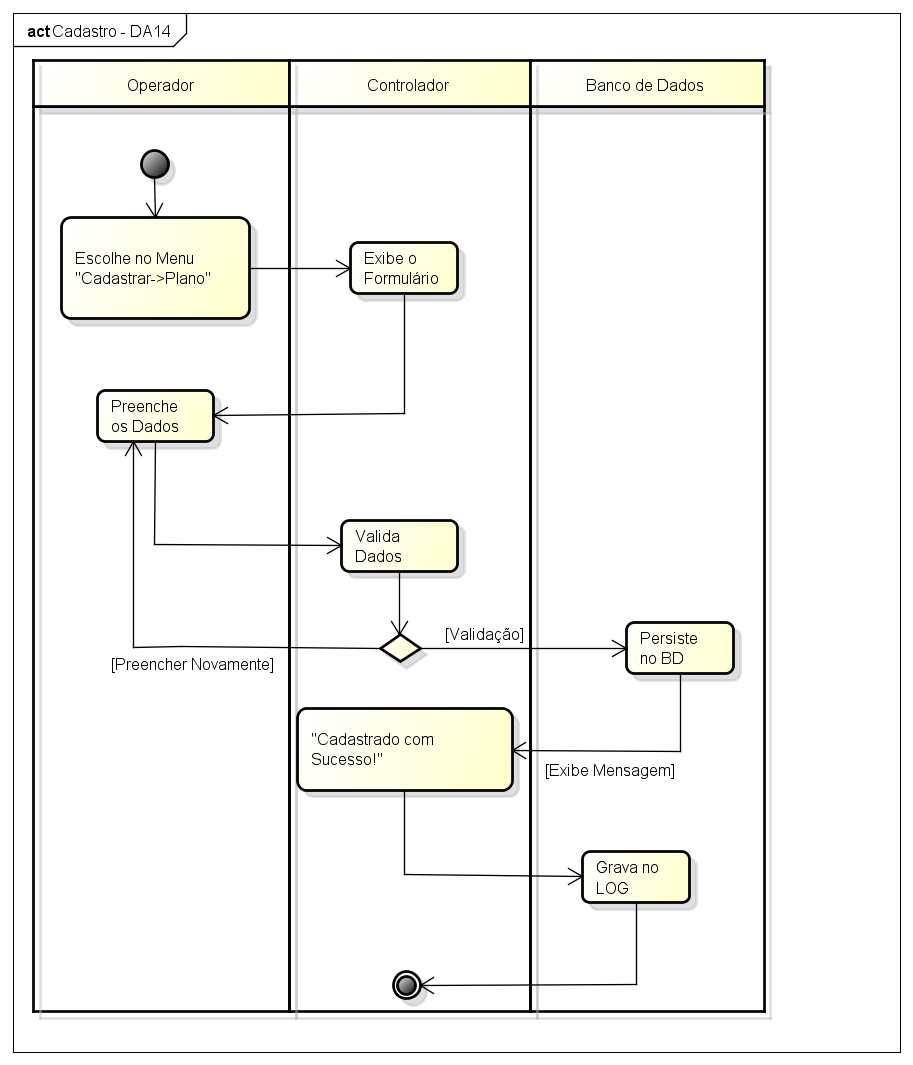 act Cadastro - DA14
Operador
Controlador
Banco de Dados
Escolhe no Menu
"Cadastrar->Plano"
Exibe o
Formulário
Preenche
os Dados
Valida
Dados
[Validação]
[Preencher Novamente]
Persiste
no BD
"Cadastrado com
Sucesso!"
[Exibe Mensagem]
Grava no
LOG